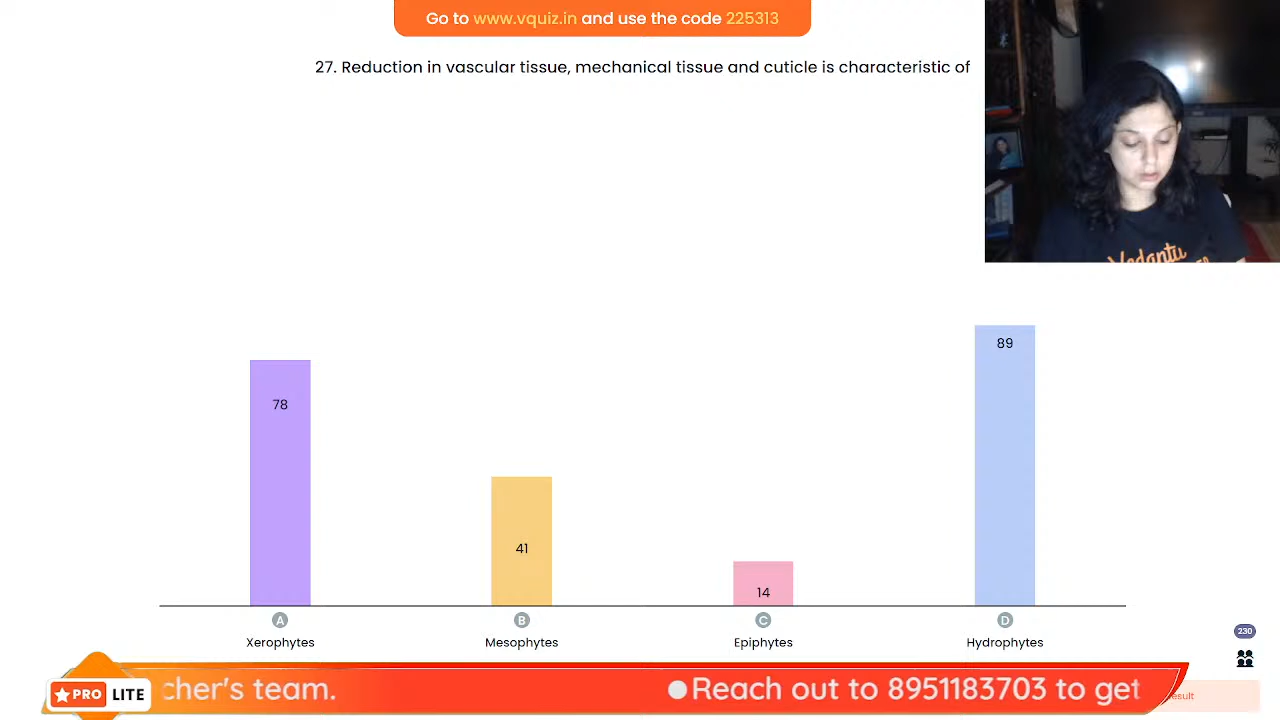 Go to www.vquiz.in and use the code 225313
27. Reduction in vascular tissue, mechanical tissue and cuticle is characteristic of
Vedantu
78
41
14
89
A
B
C
D
Xerophytes
Mesophytes
Epiphytes
Hydrophytes
230
PRO LITE
cher's team.
Reach out to 8951183703 to get
esult